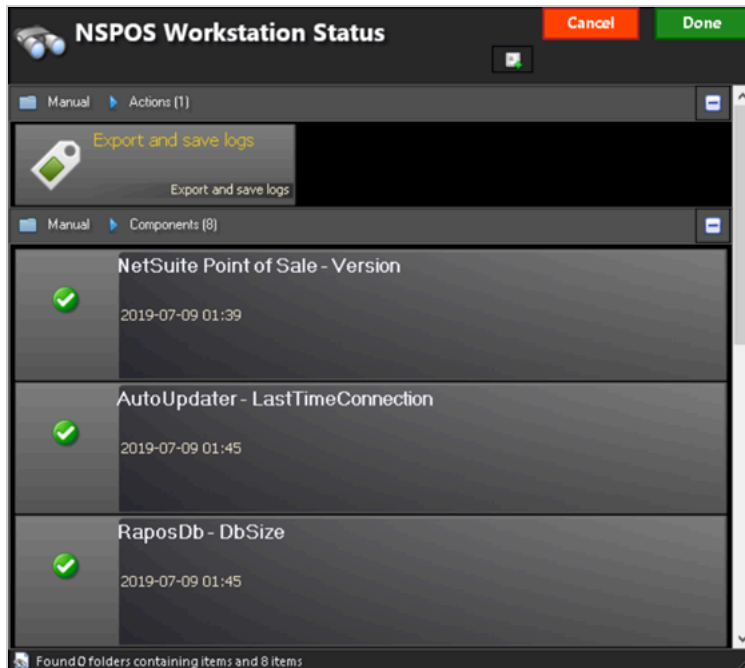 NSPOS Workstation Status
Cancel
Done
Manual Actions (1)
Export and save logs
Export and save logs
Manual Components (8)
NetSuite Point of Sale - Version
2019-07-09 01:39
AutoUpdater - LastTimeConnection
2019-07-09 01:45
RaposDb - DbSize
2019-07-09 01:45
Found 0 folders containing items and 8 items